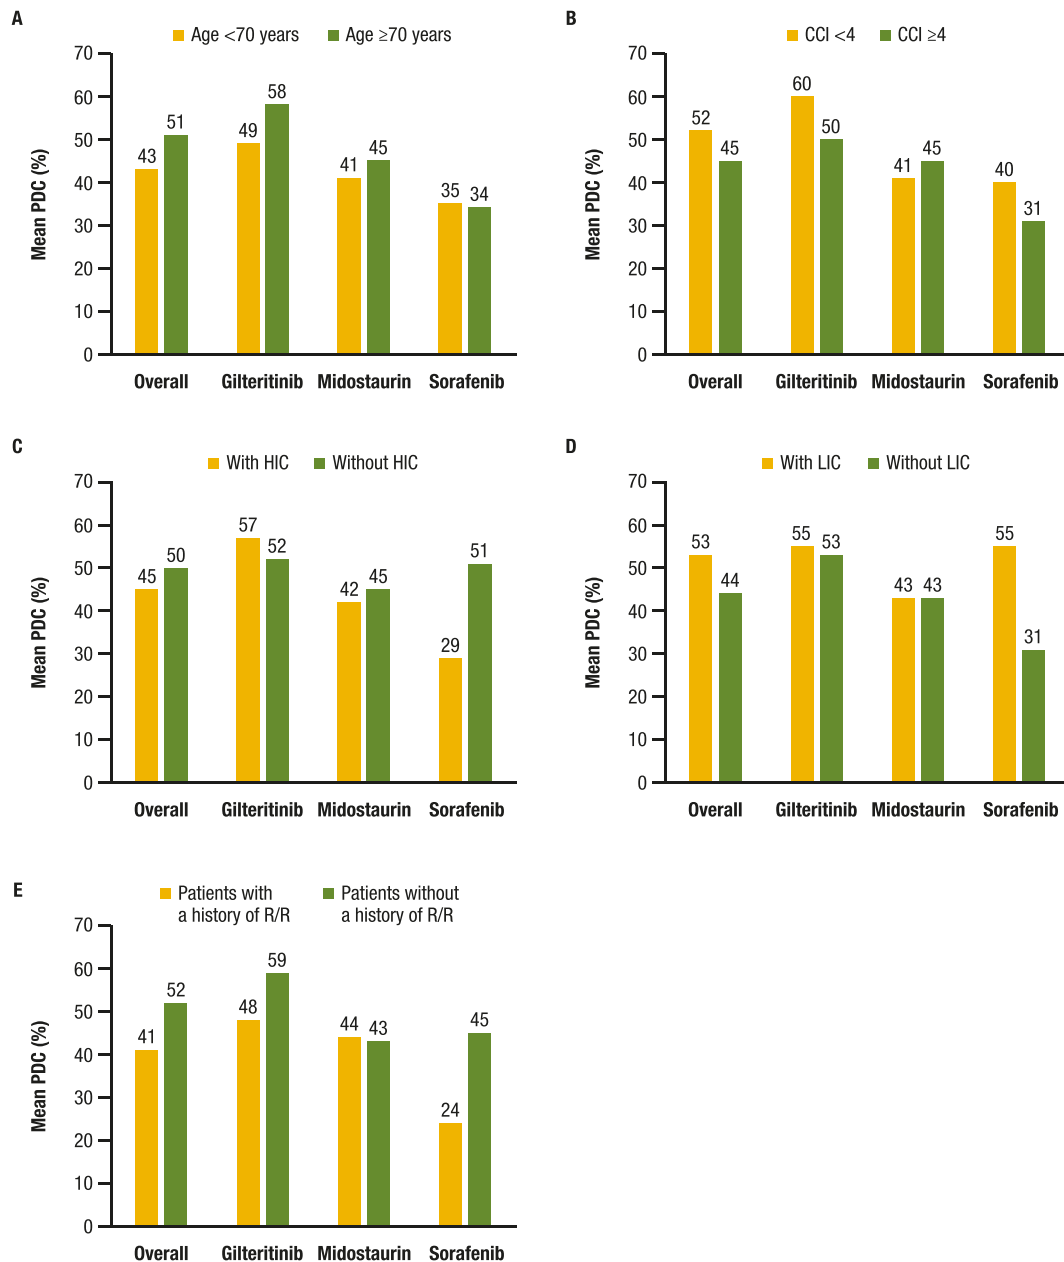 A
Age <70 years Age ≥70 years
Mean PDC (%)
70
60
50
40
30
20
10
0
43 51 49 58 41 45 35 34
Overall Gilteritinib Midostaurin Sorafenib
B
CCI <4 CCI ≥4
Mean PDC (%)
70
60
50
40
30
20
10
0
52 45 60 50 41 45 40 31
Overall Gilteritinib Midostaurin Sorafenib
C
With HIC Without HIC
Mean PDC (%)
70
60
50
40
30
20
10
0
45 50 57 52 42 45 29 51
Overall Gilteritinib Midostaurin Sorafenib
D
With LIC Without LIC
Mean PDC (%)
70
60
50
40
30
20
10
0
53 44 55 53 43 43 55 31
Overall Gilteritinib Midostaurin Sorafenib
E
Patients with
a history of R/R
Patients without
a history of R/R
Mean PDC (%)
70
60
50
40
30
20
10
0
41 52 48 59 44 43 24 45
Overall Gilteritinib Midostaurin Sorafenib